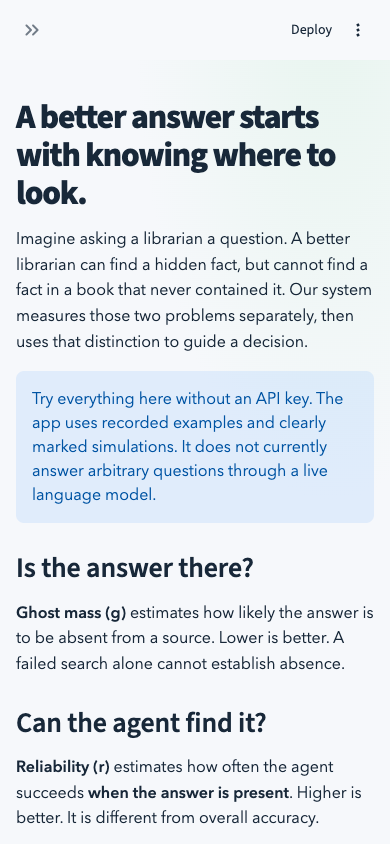 Deploy
A better answer starts
with knowing where to
look.
Imagine asking a librarian a question. A better
librarian can find a hidden fact, but cannot find a
fact in a book that never contained it. Our system
measures those two problems separately, then
uses that distinction to guide a decision.
Try everything here without an API key. The
app uses recorded examples and clearly
marked simulations. It does not currently
answer arbitrary questions through a live
language model.
Is the answer there?
Ghost mass (g) estimates how likely the answer is
to be absent from a source. Lower is better. A
failed search alone cannot establish absence.
Can the agent find it?
Reliability (r) estimates how often the agent
succeeds when the answer is present. Higher is
better. It is different from overall accuracy.